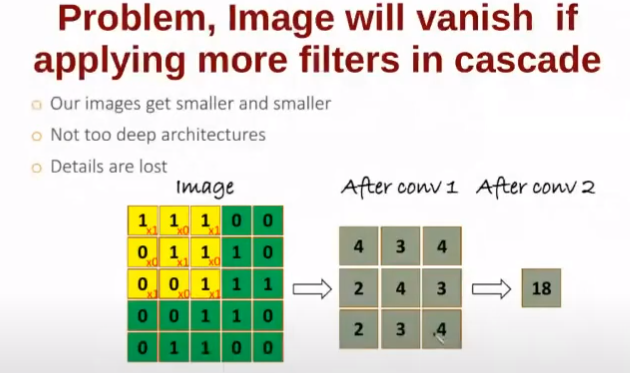 Problem, Image will vanish if
applying more filters in cascade
Our images get smaller and smaller
Not too deep architectures
Details are lost
Image After conv 1 After conv 2
1 x1 1 x0 1 x1 0 0
0 x0 1 x1 1 x0 1 0
0 x1 0 x0 1 x1 1 1
0 0 1 1 0
0 1 1 0 0
4 3 4
2 4 3
2 3 4
18